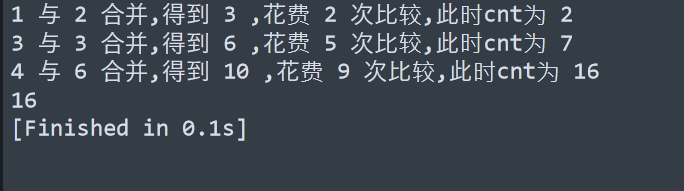 1 与 2 合并,得到 3 ,花费 2 次比较,此时cnt为 2
3 与 3 合并,得到 6 ,花费 5 次比较,此时cnt为 7
4 与 6 合并,得到 10 ,花费 9 次比较,此时cnt为 16
16
[Finished in 0.1s]